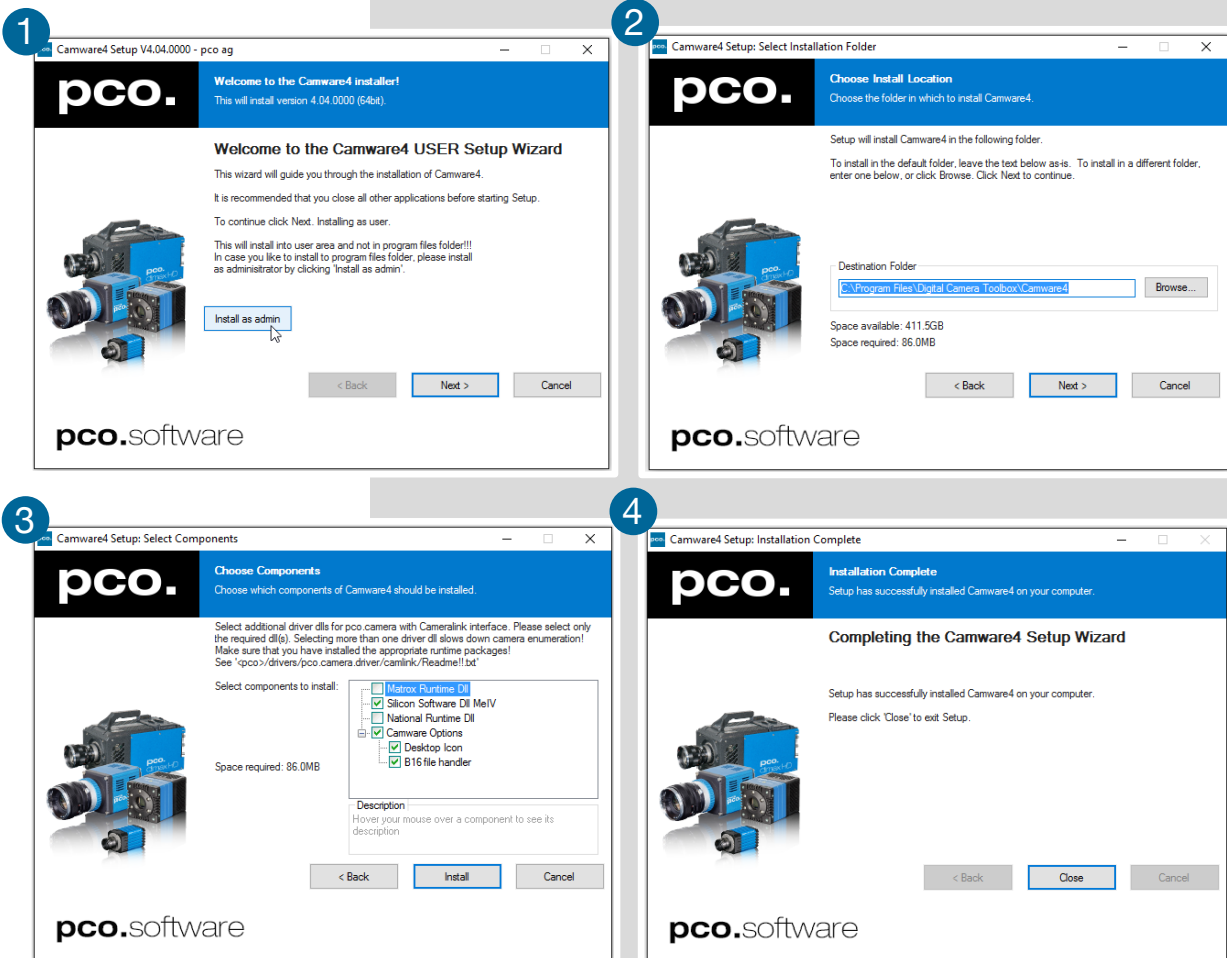 1
Camware4 Setup V4.04.0000 - pco ag
pco.
Welcome to the Camware4 installer!
This will install version 4.04.0000 (64bit).
Welcome to the Camware4 USER Setup Wizard
This wizard will guide you through the installation of Camware4.
It is recommended that you close all other applications before starting Setup.
To continue click Next. Installing as user.
This will install into user area and not in program files folder!!!
In case you like to install to program files folder, please install
as adminisitrator by clicking 'Install as admin'.
Install as admin
< Back
Next >
Cancel
pco.software
2
Camware4 Setup: Select Installation Folder
pco.
Choose Install Location
Choose the folder in which to install Camware4.
Setup will install Camware4 in the following folder.
To install in the default folder, leave the text below as-is. To install in a different folder,
enter one below, or click Browse. Click Next to continue.
Destination Folder
C:\Program Files\Digital Camera Toolbox\Camware4
Browse...
Space available: 411.5GB
Space required: 86.0MB
< Back
Next >
Cancel
pco.software
3
Camware4 Setup: Select Components
pco.
Choose Components
Choose which components of Camware4 should be installed.
Select additional driver dlls for pco.camera with Cameralink interface. Please select only
the required dll(s). Selecting more than one driver dll slows down camera enumeration!
Make sure that you have installed the appropriate runtime packages!
See '<pco>/drivers/pco.camera.driver/camlink/Readme!!.txt'
Select components to install:
Matrox Runtime Dll
Silicon Software Dll MeIV
National Runtime Dll
Camware Options
Desktop Icon
B16 file handler
Space required: 86.0MB
Description
Hover your mouse over a component to see its
description
< Back
Install
Cancel
pco.software
4
Camware4 Setup: Installation Complete
pco.
Installation Complete
Setup has successfully installed Camware4 on your computer.
Completing the Camware4 Setup Wizard
Setup has successfully installed Camware4 on your computer.
Please click 'Close' to exit Setup.
< Back
Close
Cancel
pco.software